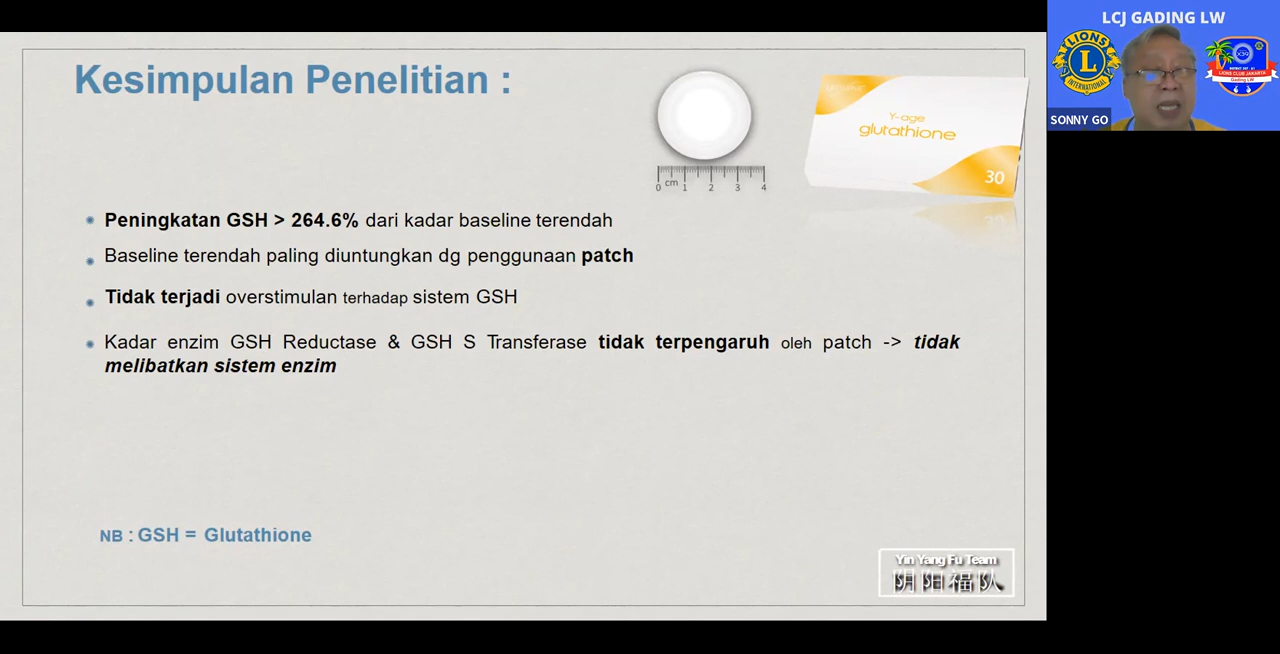 LCJ GADING LW
LIONS
L
INTERNATIONAL
X39
LIONS CLUB JAKARTA
Gading LW
SONNY GO
Kesimpulan Penelitian :
Y-age
glutathione
30
0 cm 1 2 3 4
Peningkatan GSH > 264.6% dari kadar baseline terendah
Baseline terendah paling diuntungkan dg penggunaan patch
Tidak terjadi overstimulan terhadap sistem GSH
Kadar enzim GSH Reductase & GSH S Transferase tidak terpengaruh oleh patch -> tidak
melibatkan sistem enzim
NB : GSH = Glutathione
Yin Yang Fu Team
阴阳福队